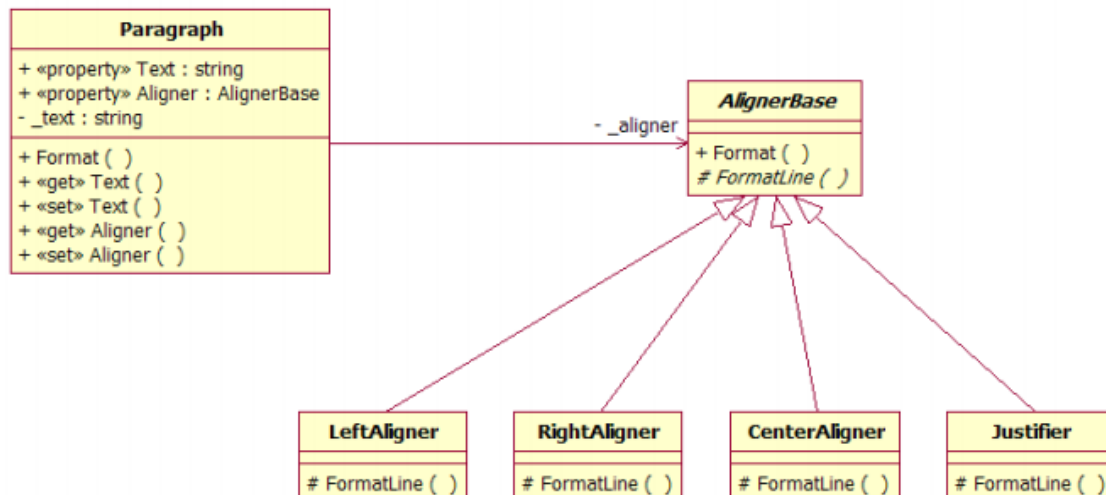 Paragraph
+ «property» Text : string
+ «property» Aligner : AlignerBase
- _text : string
+ Format ( )
+ «get» Text ( )
+ «set» Text ( )
+ «get» Aligner ( )
+ «set» Aligner ( )
- _aligner
AlignerBase
+ Format ( )
# FormatLine ( )
LeftAligner
# FormatLine ( )
RightAligner
# FormatLine ( )
CenterAligner
# FormatLine ( )
Justifier
# FormatLine ( )